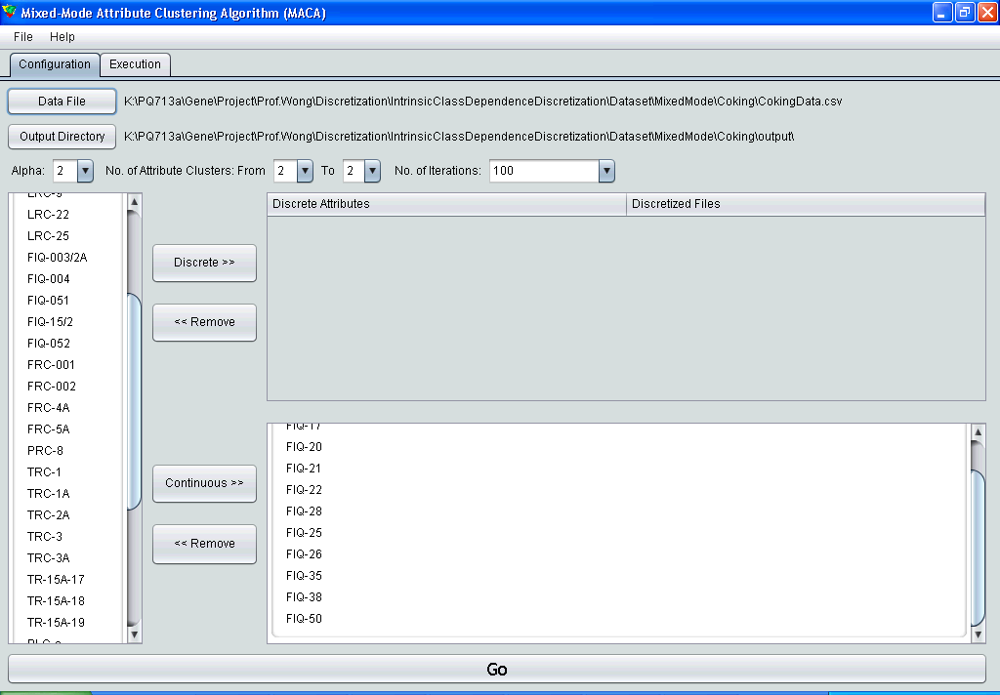 Mixed-Mode Attribute Clustering Algorithm (MACA)
File Help
Configuration Execution
Data File K:\PQ713a\Gene\Project\Prof.Wong\Discretization\IntrinsicClassDependenceDiscretization\Dataset\MixedMode\Coking\CokingData.csv
Output Directory K:\PQ713a\Gene\Project\Prof.Wong\Discretization\IntrinsicClassDependenceDiscretization\Dataset\MixedMode\Coking\output\
Alpha: 2 No. of Attribute Clusters: From 2 To 2 No. of Iterations: 100
LRC-9
LRC-22
LRC-25
FIQ-003/2A
FIQ-004
FIQ-051
FIQ-15/2
FIQ-052
FRC-001
FRC-002
FRC-4A
FRC-5A
PRC-8
TRC-1
TRC-1A
TRC-2A
TRC-3
TRC-3A
TR-15A-17
TR-15A-18
TR-15A-19
Discrete >>
<< Remove
Discrete Attributes Discretized Files
Continuous >>
<< Remove
FIQ-17
FIQ-20
FIQ-21
FIQ-22
FIQ-28
FIQ-25
FIQ-26
FIQ-35
FIQ-38
FIQ-50
Go